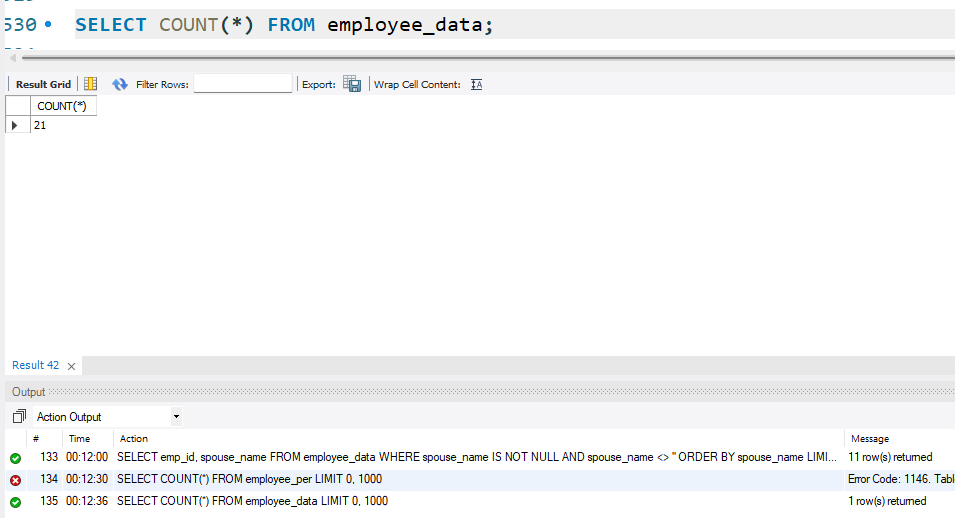 530 SELECT COUNT(*) FROM employee_data;
Result Grid Filter Rows: Export: Wrap Cell Content:
COUNT(*)
21
Result 42
Output
Action Output
# Time Action Message
133 00:12:00 SELECT emp_id, spouse_name FROM employee_data WHERE spouse_name IS NOT NULL AND spouse_name <> '' ORDER BY spouse_name LIMI... 11 row(s) returned
134 00:12:30 SELECT COUNT(*) FROM employee_per LIMIT 0, 1000 Error Code: 1146. Tabl
135 00:12:36 SELECT COUNT(*) FROM employee_data LIMIT 0, 1000 1 row(s) returned